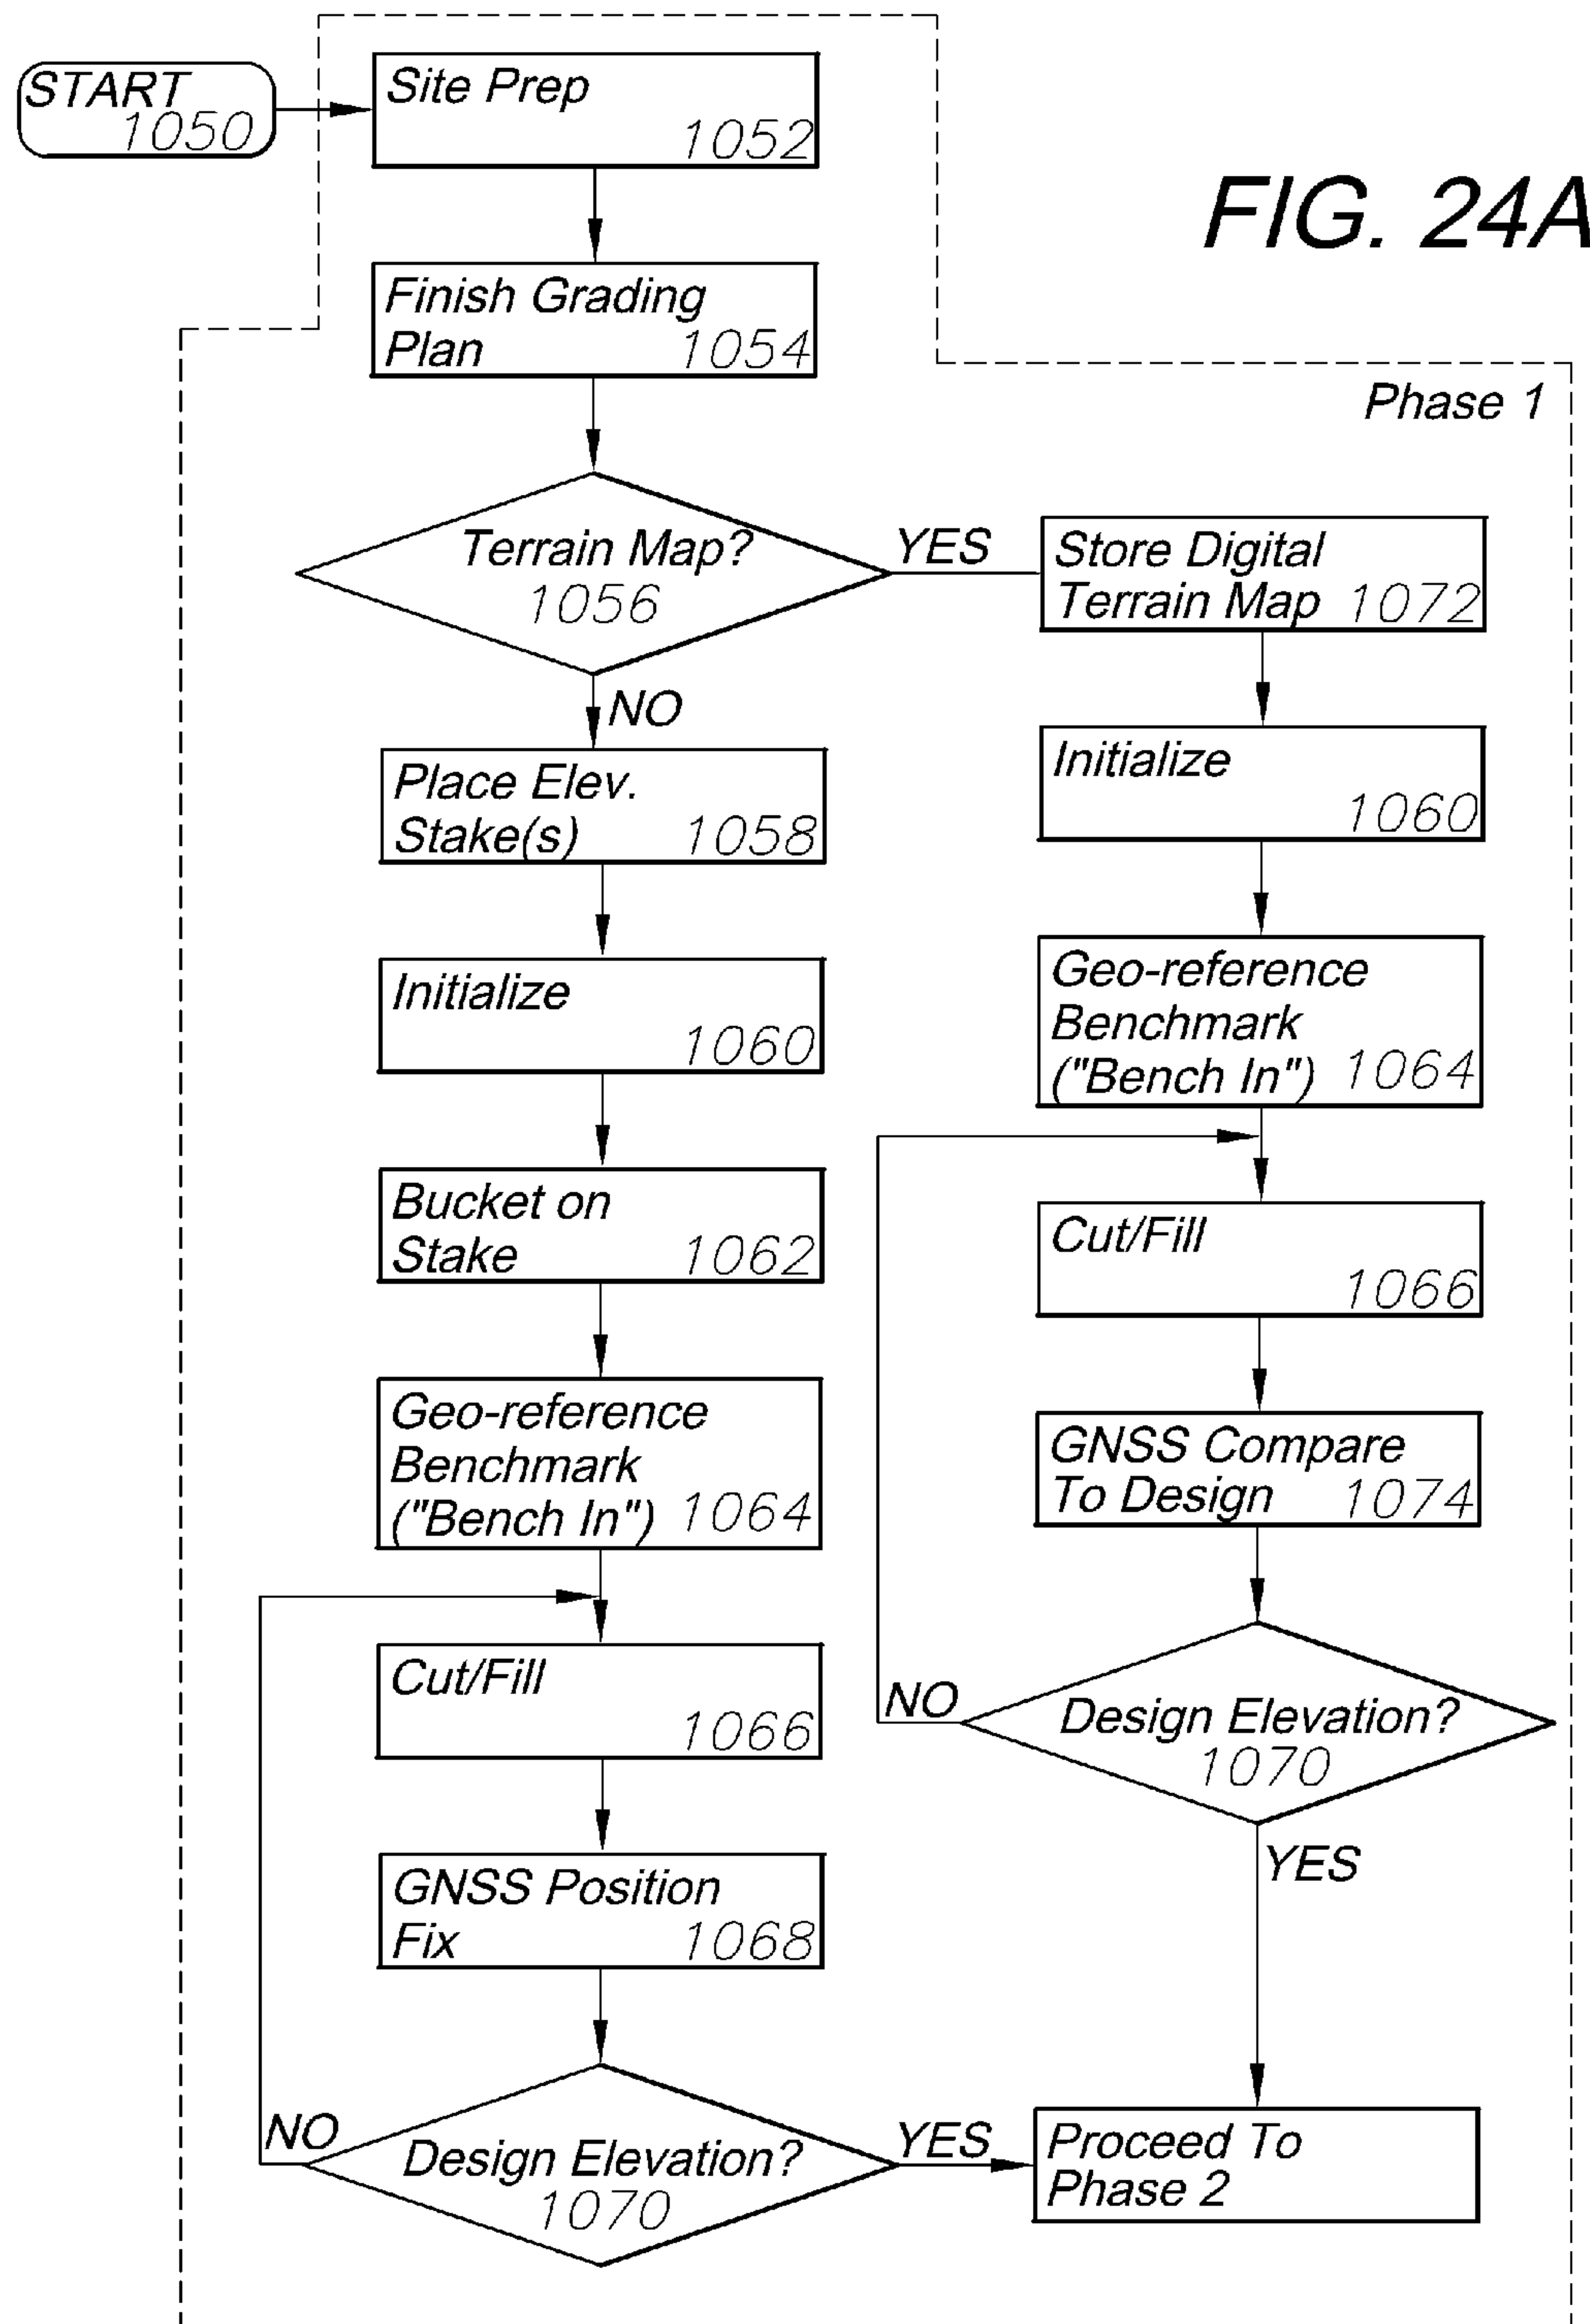 START
1050
Site Prep
1052
FIG. 24A
Finish Grading
Plan 1054
Phase 1
Terrain Map?
1056
YES
Store Digital
Terrain Map 1072
NO
Initialize
1060
Place Elev.
Stake(s) 1058
Geo-reference
Benchmark
("Bench In") 1064
Initialize
1060
Bucket on
Stake 1062
Cut/Fill
1066
Geo-reference
Benchmark
("Bench In") 1064
GNSS Compare
To Design 1074
Cut/Fill
1066
NO
Design Elevation?
1070
YES
GNSS Position
Fix 1068
NO
Design Elevation?
1070
YES
Proceed To
Phase 2